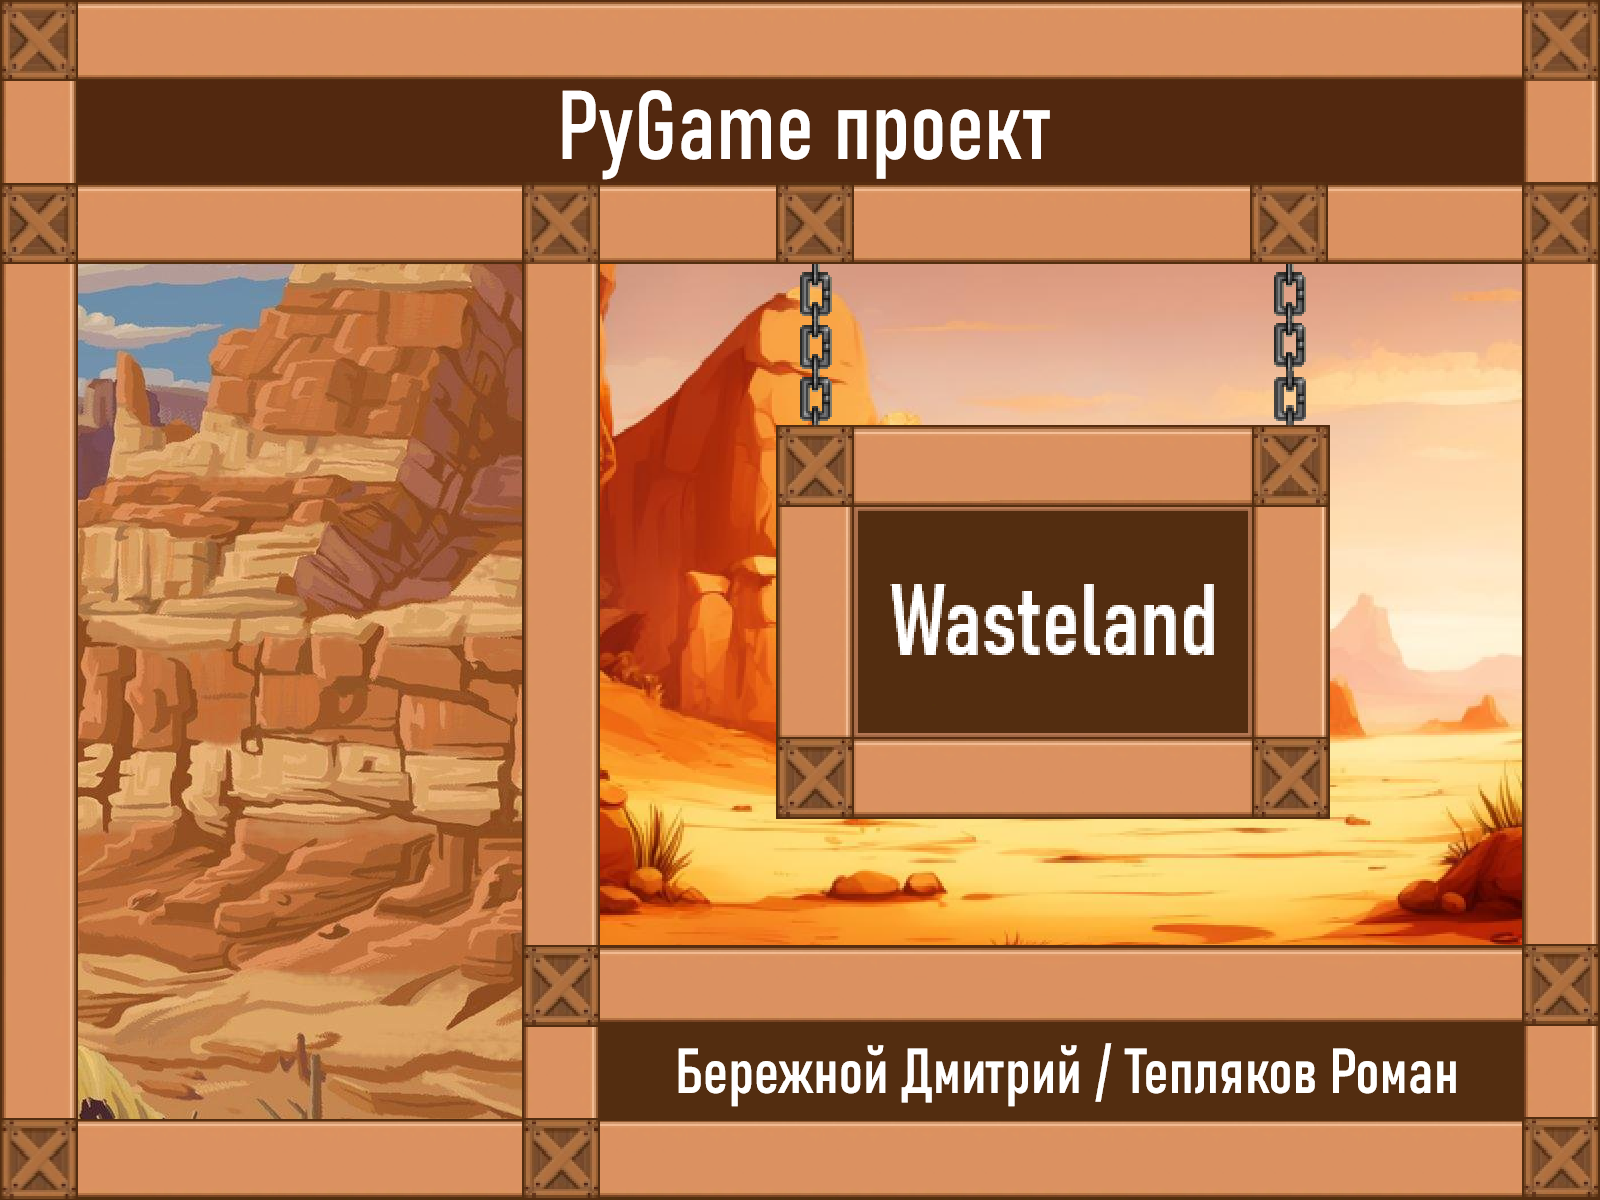 PyGame проект
Wasteland
Бережной Дмитрий / Тепляков Роман